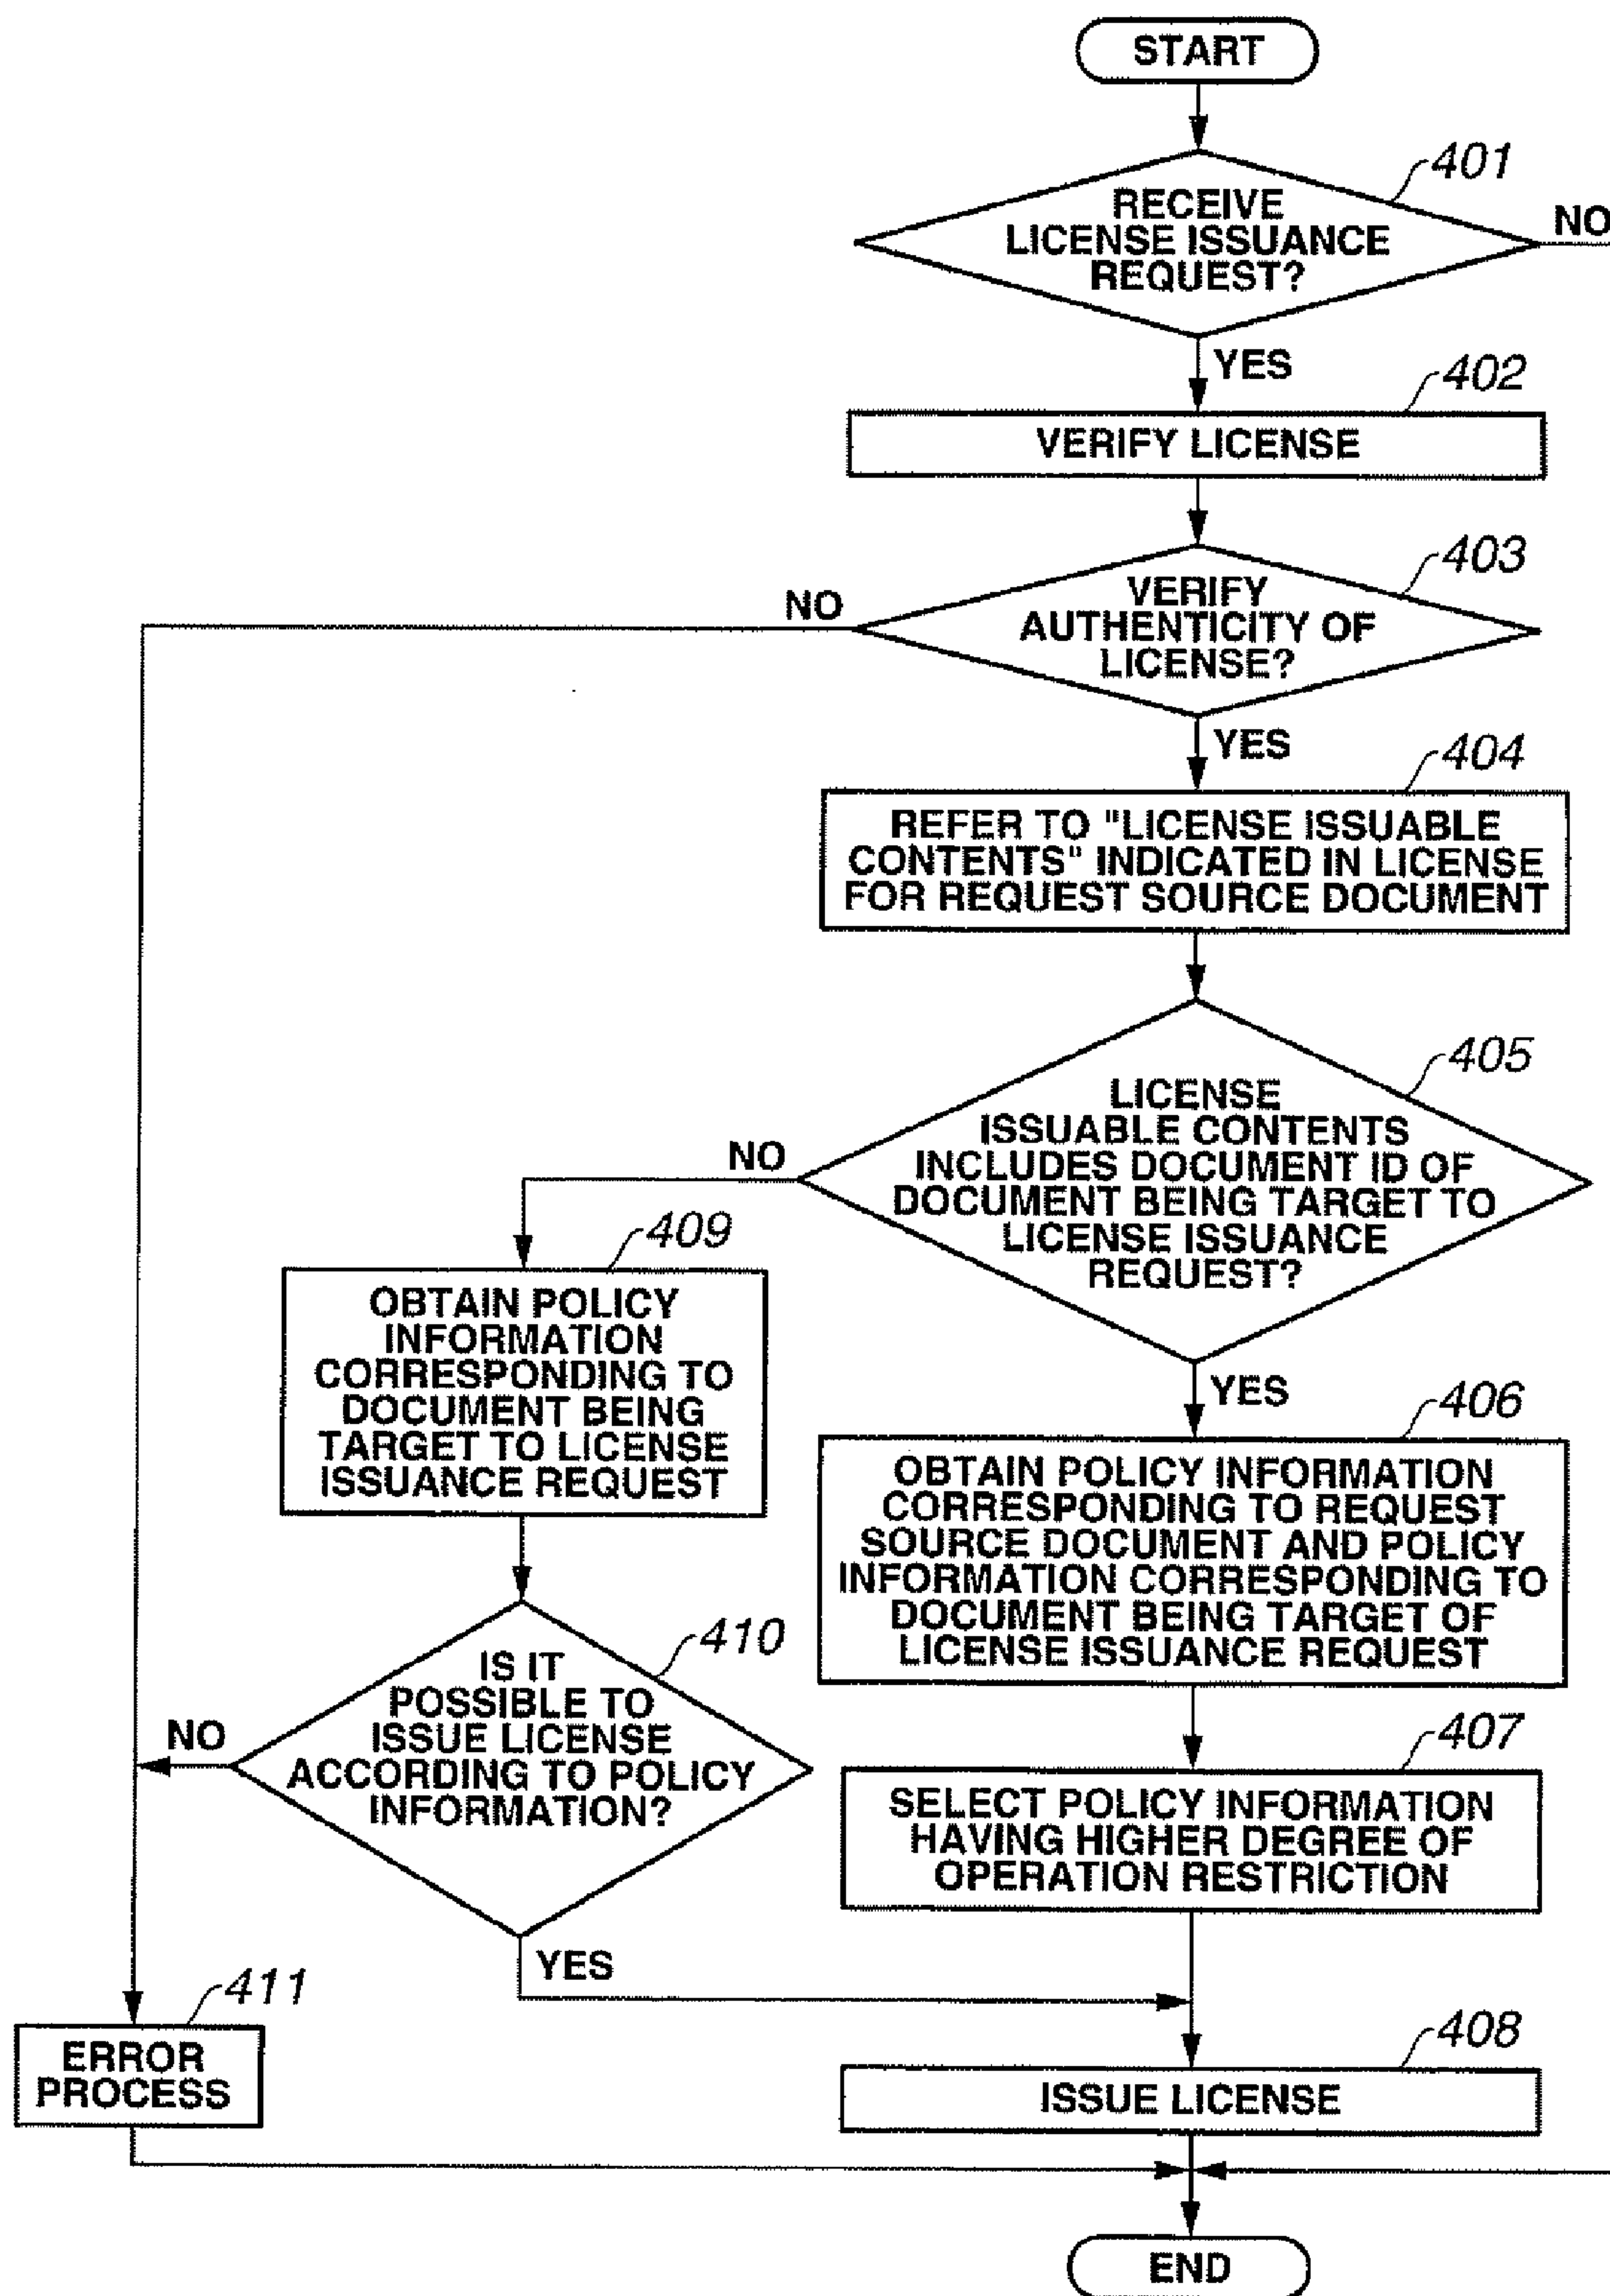 START
401
RECEIVE
LICENSE ISSUANCE
REQUEST?
NO
YES
402
VERIFY LICENSE
403
VERIFY
AUTHENTICITY OF
LICENSE?
NO
YES
404
REFER TO "LICENSE ISSUABLE
CONTENTS" INDICATED IN LICENSE
FOR REQUEST SOURCE DOCUMENT
405
LICENSE
ISSUABLE CONTENTS
INCLUDES DOCUMENT ID OF
DOCUMENT BEING TARGET TO
LICENSE ISSUANCE
REQUEST?
NO
YES
409
OBTAIN POLICY
INFORMATION
CORRESPONDING TO
DOCUMENT BEING
TARGET TO LICENSE
ISSUANCE REQUEST
406
OBTAIN POLICY INFORMATION
CORRESPONDING TO REQUEST
SOURCE DOCUMENT AND POLICY
INFORMATION CORRESPONDING TO
DOCUMENT BEING TARGET OF
LICENSE ISSUANCE REQUEST
410
IS IT
POSSIBLE TO
ISSUE LICENSE
ACCORDING TO POLICY
INFORMATION?
NO
YES
407
SELECT POLICY INFORMATION
HAVING HIGHER DEGREE OF
OPERATION RESTRICTION
411
ERROR
PROCESS
408
ISSUE LICENSE
END